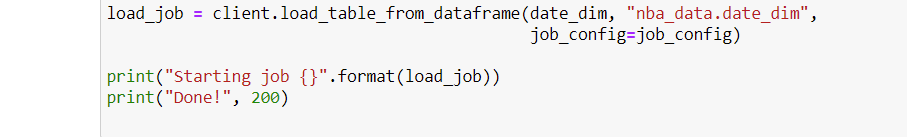 load_job = client.load_table_from_dataframe(date_dim, "nba_data.date_dim",
job_config=job_config)
print("Starting job {}".format(load_job))
print("Done!", 200)